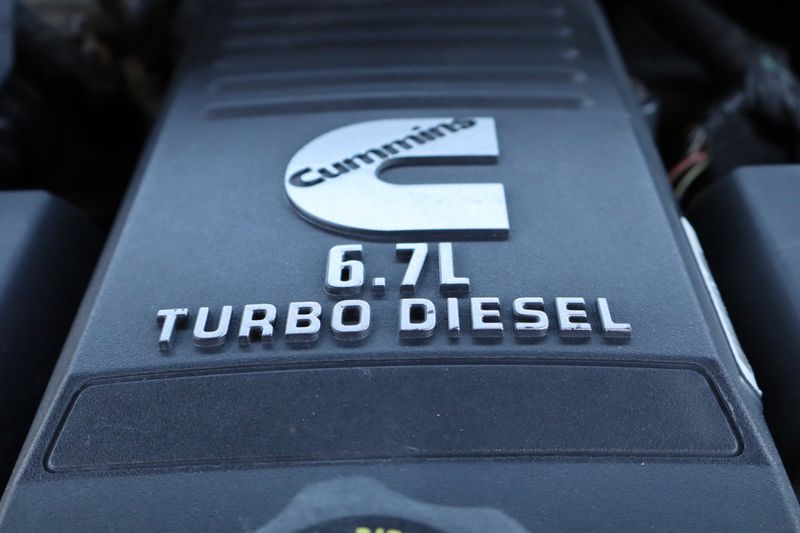 Cummins
6.7L
TURBO DIESEL